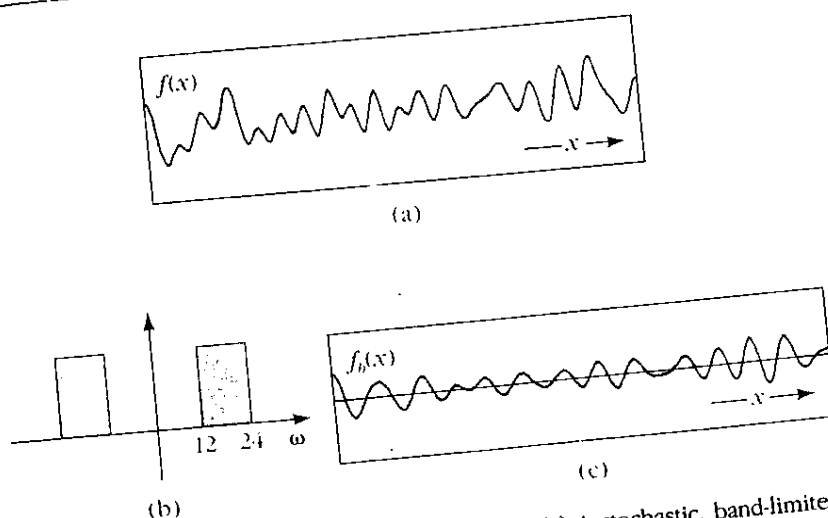 f(x)
x
(a)
f_b(x)
x
12 24 ω
(c)
(b)
stochastic, band-limite